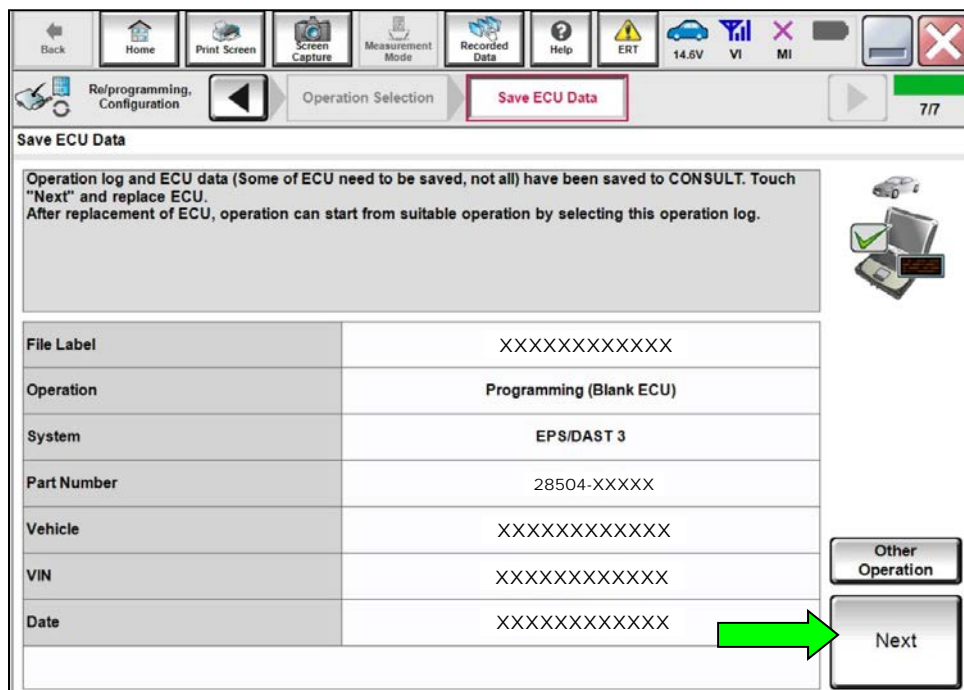 Back
Home
Print Screen
Screen
Capture
Measurement
Mode
Recorded
Data
Help
ERT
14.6V
VI
MI
Re/programming,
Configuration
Operation Selection
Save ECU Data
7/7
Save ECU Data
Operation log and ECU data (Some of ECU need to be saved, not all) have been saved to CONSULT. Touch
"Next" and replace ECU.
After replacement of ECU, operation can start from suitable operation by selecting this operation log.
File Label XXXXXXXXXXXX
Operation Programming (Blank ECU)
System EPS/DAST 3
Part Number 28504-XXXXX
Vehicle XXXXXXXXXXXX
VIN XXXXXXXXXXXX
Date XXXXXXXXXXXX
Other
Operation
Next